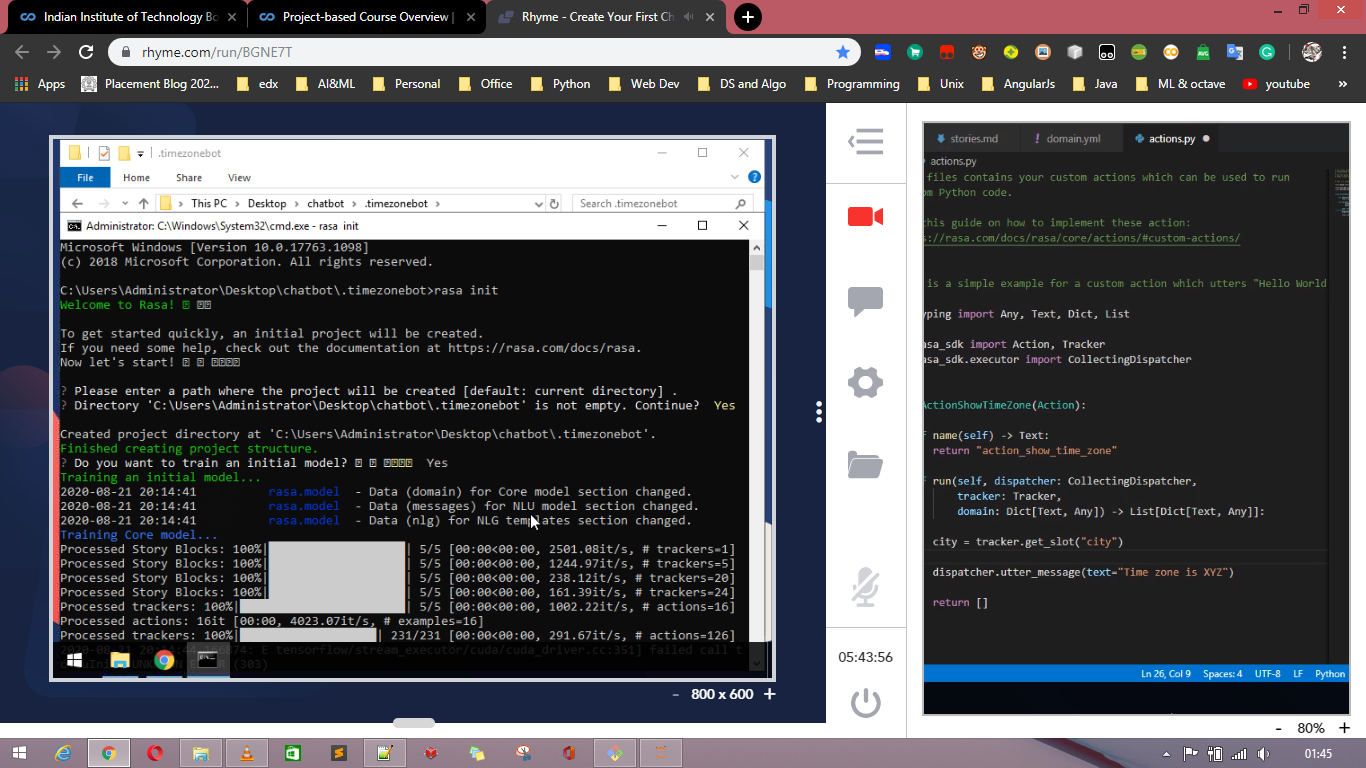 Indian Institute of Technology Bo
Project-based Course Overview |
Rhyme - Create Your First Ch
rhyme.com/run/BGNE7T
Apps
Placement Blog 202...
edx
AI&ML
Personal
Office
Python
Web Dev
DS and Algo
Programming
Unix
AngularJs
Java
ML & octave
youtube
»
.timezonebot
File Home Share View
This PC > Desktop > chatbot > .timezonebot >
Search .timezonebot
Administrator: C:\Windows\System32\cmd.exe - rasa init
Microsoft Windows [Version 10.0.17763.1098]
(c) 2018 Microsoft Corporation. All rights reserved.
C:\Users\Administrator\Desktop\chatbot\.timezonebot>rasa init
Welcome to Rasa!
To get started quickly, an initial project will be created.
If you need some help, check out the documentation at https://rasa.com/docs/rasa.
Now let's start!
? Please enter a path where the project will be created [default: current directory] .
? Directory 'C:\Users\Administrator\Desktop\chatbot\.timezonebot' is not empty. Continue? Yes
Created project directory at 'C:\Users\Administrator\Desktop\chatbot\.timezonebot'.
Finished creating project structure.
? Do you want to train an initial model? Yes
Training an initial model...
2020-08-21 20:14:41 rasa.model - Data (domain) for Core model section changed.
2020-08-21 20:14:41 rasa.model - Data (messages) for NLU model section changed.
2020-08-21 20:14:41 rasa.model - Data (nlg) for NLG templates section changed.
Training Core model...
Processed Story Blocks: 100%| | 5/5 [00:00<00:00, 2501.08it/s, # trackers=1]
Processed Story Blocks: 100%| | 5/5 [00:00<00:00, 1244.97it/s, # trackers=5]
Processed Story Blocks: 100%| | 5/5 [00:00<00:00, 238.12it/s, # trackers=20]
Processed Story Blocks: 100%| | 5/5 [00:00<00:00, 161.39it/s, # trackers=24]
Processed trackers: 100%| | 5/5 [00:00<00:00, 1002.22it/s, # actions=16]
Processed actions: 16it [00:00, 4023.07it/s, # examples=16]
Processed trackers: 100%| | 231/231 [00:00<00:00, 291.67it/s, # actions=126]
E tensorflow/stream_executor/cuda/cuda_driver.cc:351] failed call t
(303)
- 800 x 600 +
05:43:56
stories.md
domain.yml
actions.py
actions.py
files contains your custom actions which can be used to run
om Python code.
this guide on how to implement these action:
s://rasa.com/docs/rasa/core/actions/#custom-actions/
is a simple example for a custom action which utters "Hello World
yping import Any, Text, Dict, List
asa_sdk import Action, Tracker
asa_sdk.executor import CollectingDispatcher
ActionShowTimeZone(Action):
f name(self) -> Text:
return "action_show_time_zone"
f run(self, dispatcher: CollectingDispatcher,
tracker: Tracker,
domain: Dict[Text, Any]) -> List[Dict[Text, Any]]:
city = tracker.get_slot("city")
dispatcher.utter_message(text="Time zone is XYZ")
return []
Ln 26, Col 9 Spaces: 4 UTF-8 LF Python
- 80% +
01:45